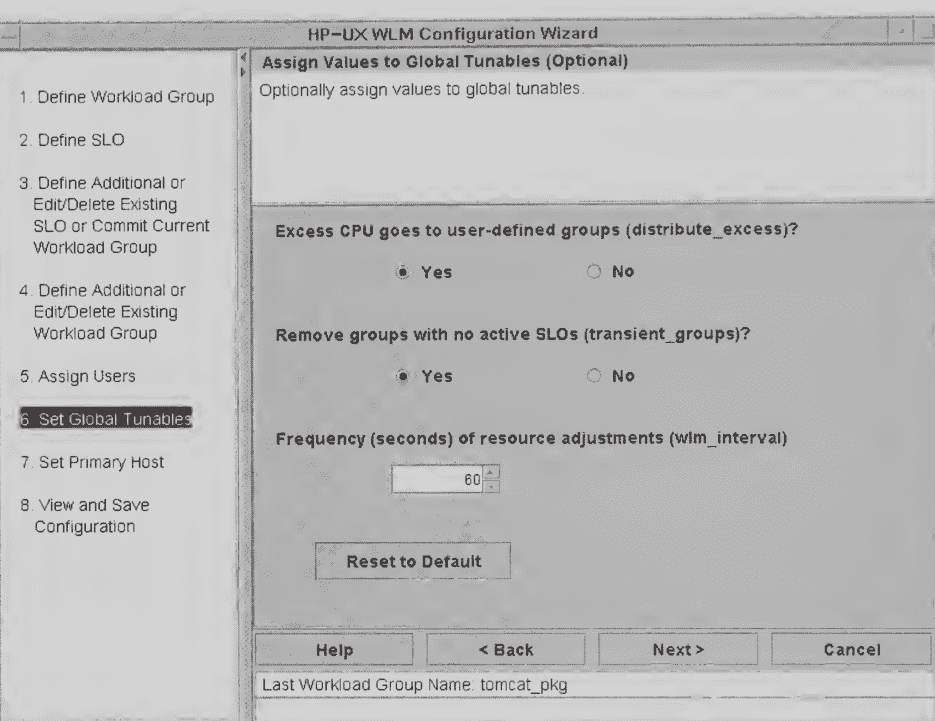 HP-UX WLM Configuration Wizard
1. Define Workload Group
2. Define SLO
3. Define Additional or
Edit/Delete Existing
SLO or Commit Current
Workload Group
4. Define Additional or
Edit/Delete Existing
Workload Group
5. Assign Users
6. Set Global Tunables
7. Set Primary Host
8. View and Save
Configuration
Assign Values to Global Tunables (Optional)
Optionally assign values to global tunables.
Excess CPU goes to user-defined groups (distribute_excess)?
Yes No
Remove groups with no active SLOs (transient_groups)?
Yes No
Frequency (seconds) of resource adjustments (wlm_interval)
60
Reset to Default
Help < Back Next > Cancel
Last Workload Group Name: tomcat_pkg